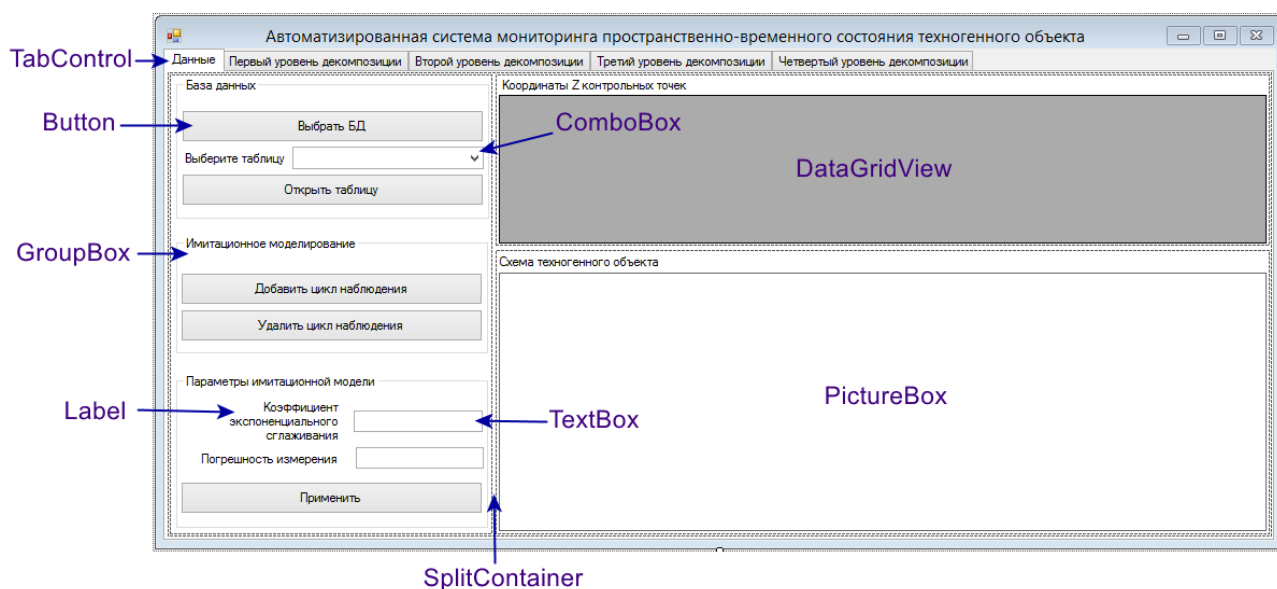 Автоматизированная система мониторинга пространственно-временного состояния техногенного объекта
TabControl
Данные Первый уровень декомпозиции Второй уровень декомпозиции Третий уровень декомпозиции Четвертый уровень декомпозиции
База данных
Координаты Z контрольных точек
Button
Выбрать БД
ComboBox
Выберите таблицу
DataGridView
Открыть таблицу
GroupBox
Имитационное моделирование
Схема техногенного объекта
Добавить цикл наблюдения
Удалить цикл наблюдения
Параметры имитационной модели
PictureBox
Label
Коэффициент
экспоненциального
сглаживания
TextBox
Погрешность измерения
Применить
SplitContainer